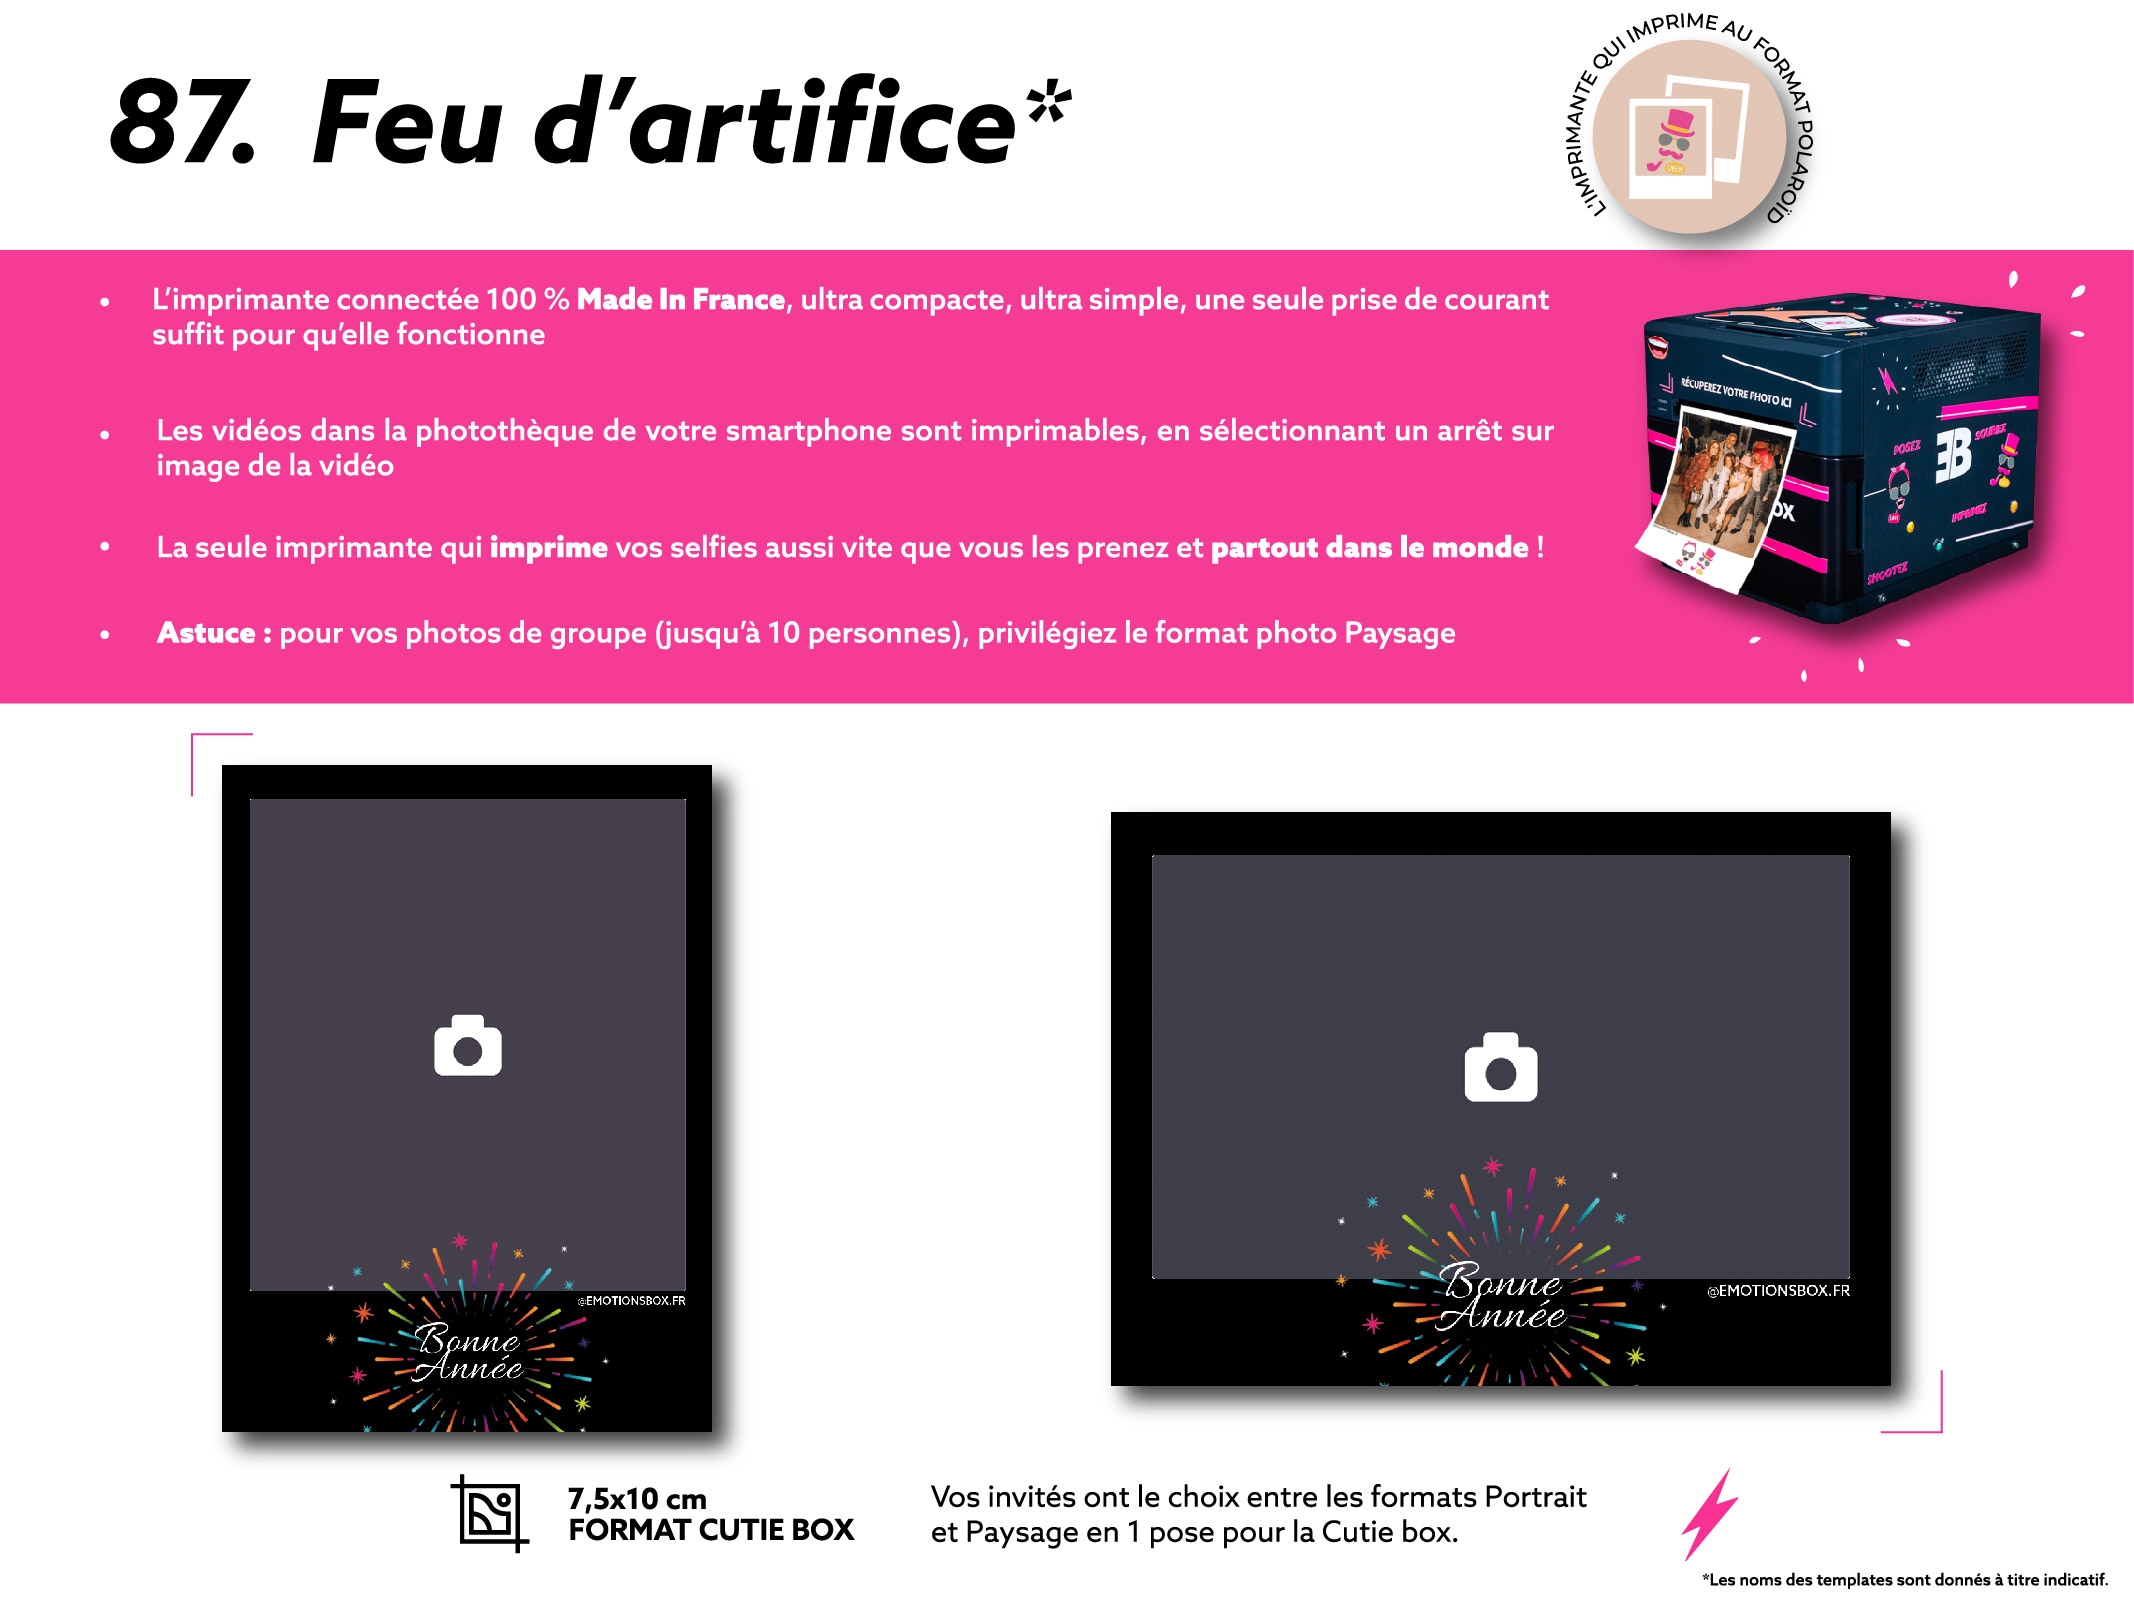 87. Feu d'artifice*
L'IMPRIMANTE QUI IMPRIME AU FORMAT POLAROÏD
• L'imprimante connectée 100 % Made In France, ultra compacte, ultra simple, une seule prise de courant
suffit pour qu'elle fonctionne
• Les vidéos dans la photothèque de votre smartphone sont imprimables, en sélectionnant un arrêt sur
image de la vidéo
• La seule imprimante qui imprime vos selfies aussi vite que vous les prenez et partout dans le monde !
• Astuce : pour vos photos de groupe (jusqu'à 10 personnes), privilégiez le format photo Paysage
RÉCUPEREZ VOTRE PHOTO ICI
POSEZ
SOURIEZ
EB
OX
IMPRIMEZ
SHOOTEZ
@EMOTIONSBOX.FR
Bonne
Année
Bonne
Année
@EMOTIONSBOX.FR
7,5x10 cm
FORMAT CUTIE BOX
Vos invités ont le choix entre les formats Portrait
et Paysage en 1 pose pour la Cutie box.
*Les noms des templates sont donnés à titre indicatif.